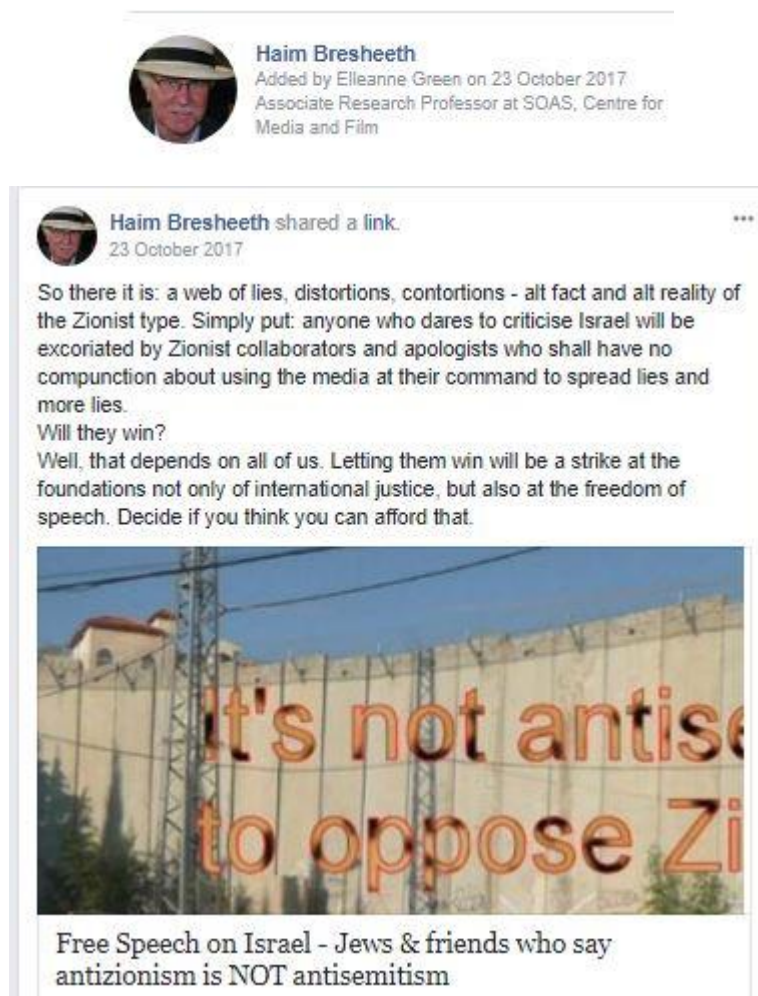 Haim Bresheeth
Added by Elleanne Green on 23 October 2017
Associate Research Professor at SOAS, Centre for
Media and Film
Haim Bresheeth shared a link.
23 October 2017
So there it is: a web of lies, distortions, contortions - alt fact and alt reality of
the Zionist type. Simply put: anyone who dares to criticise Israel will be
excoriated by Zionist collaborators and apologists who shall have no
compunction about using the media at their command to spread lies and
more lies.
Will they win?
Well, that depends on all of us. Letting them win will be a strike at the
foundations not only of international justice, but also at the freedom of
speech. Decide if you think you can afford that.
It's not antise
to oppose Zi
Free Speech on Israel - Jews & friends who say
antizionism is NOT antisemitism